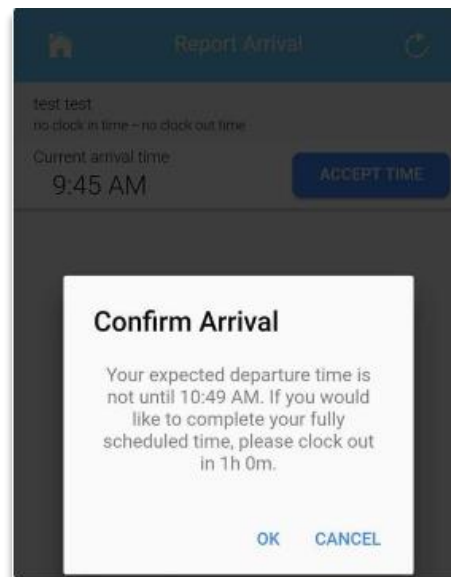 Report Arrival
test test
no clock in time - no clock out time
Current arrival time
9:45 AM
ACCEPT TIME
Confirm Arrival
Your expected departure time is
not until 10:49 AM. If you would
like to complete your fully
scheduled time, please clock out
in 1h 0m.
OK CANCEL